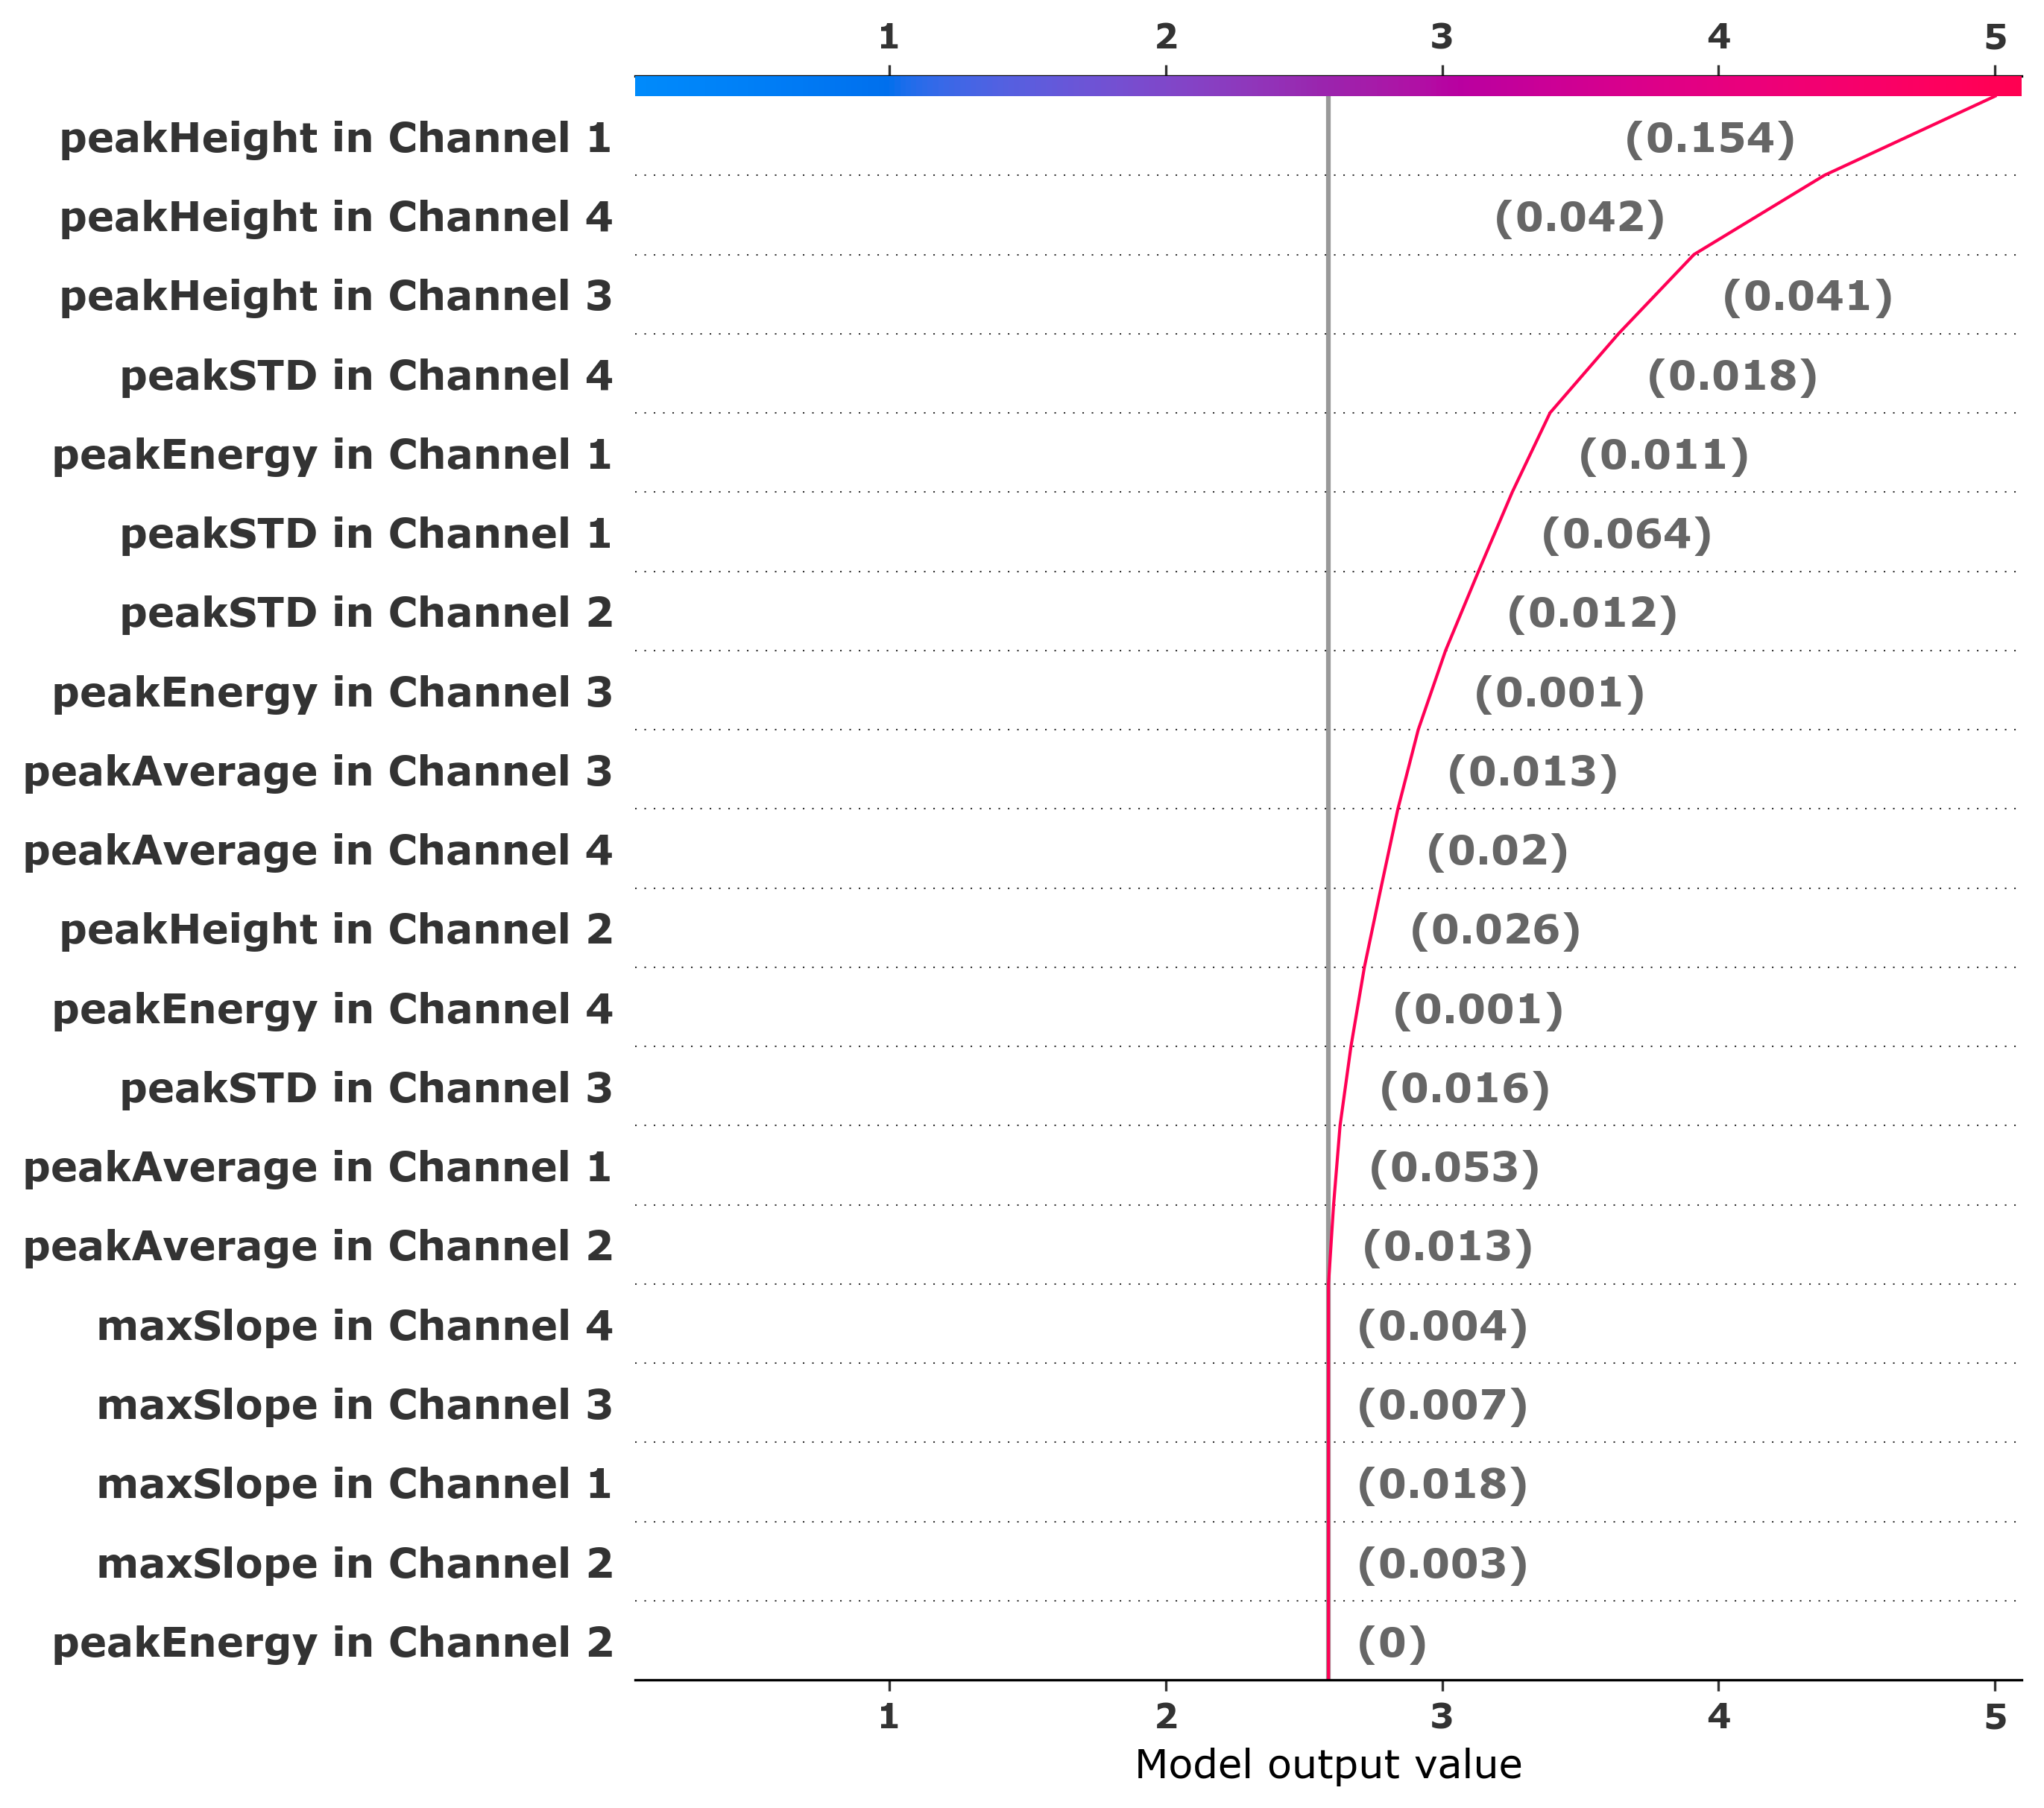 1 2 3 4 5
peakHeight in Channel 1 (0.154)
peakHeight in Channel 4 (0.042)
peakHeight in Channel 3 (0.041)
peakSTD in Channel 4 (0.018)
peakEnergy in Channel 1 (0.011)
peakSTD in Channel 1 (0.064)
peakSTD in Channel 2 (0.012)
peakEnergy in Channel 3 (0.001)
peakAverage in Channel 3 (0.013)
peakAverage in Channel 4 (0.02)
peakHeight in Channel 2 (0.026)
peakEnergy in Channel 4 (0.001)
peakSTD in Channel 3 (0.016)
peakAverage in Channel 1 (0.053)
peakAverage in Channel 2 (0.013)
maxSlope in Channel 4 (0.004)
maxSlope in Channel 3 (0.007)
maxSlope in Channel 1 (0.018)
maxSlope in Channel 2 (0.003)
peakEnergy in Channel 2 (0)
1 2 3 4 5
Model output value